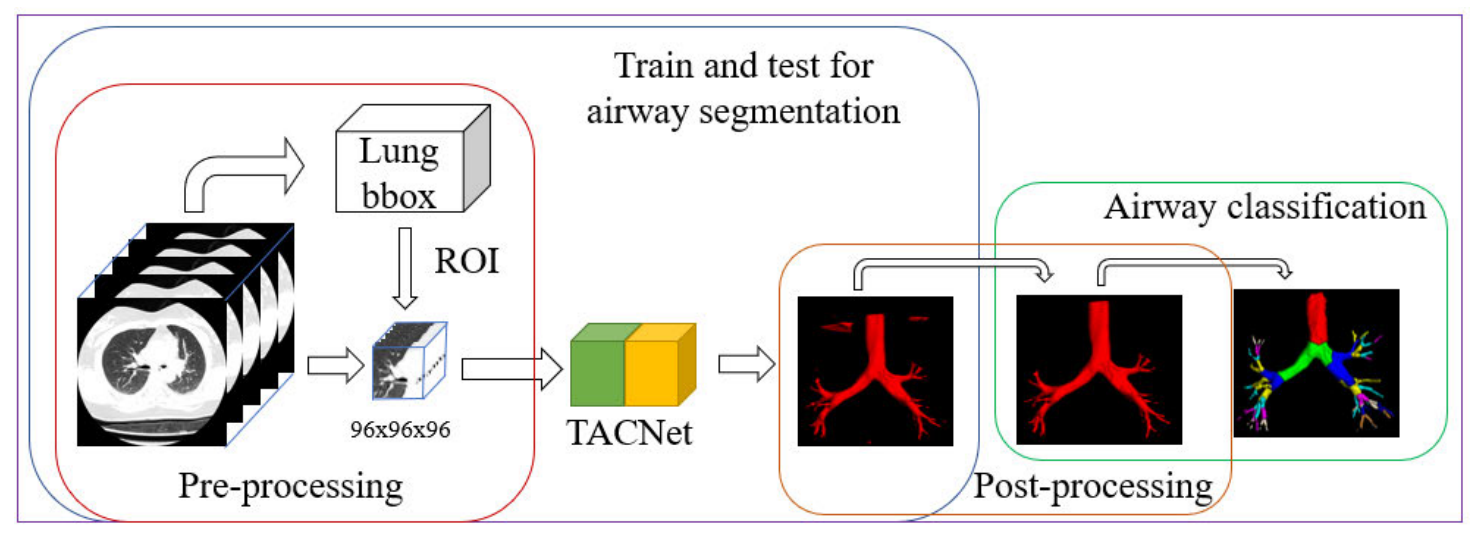 Train and test for
airway segmentation
Lung
bbox
Airway classification
ROI
96x96x96
TACNet
Pre-processing
Post-processing